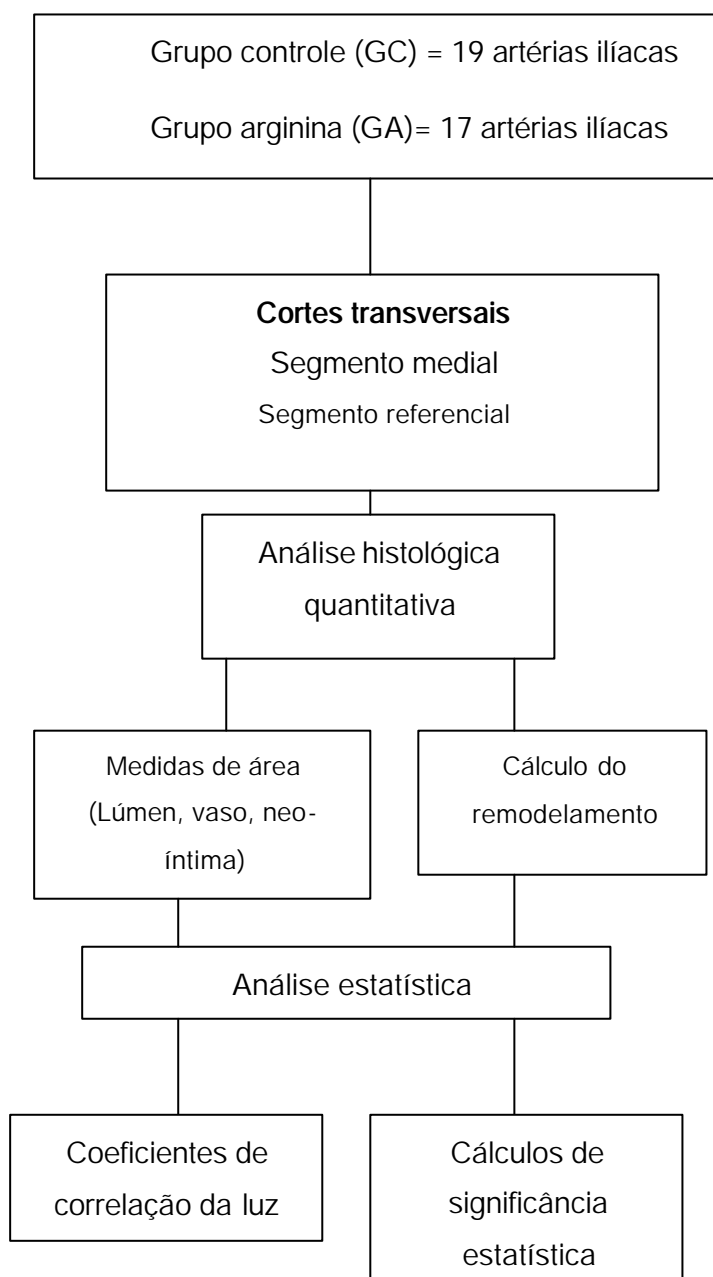 Grupo controle (GC) = 19 artérias ilíacas
Grupo arginina (GA)= 17 artérias ilíacas
Cortes transversais
Segmento medial
Segmento referencial
Análise histológica
quantitativa
Medidas de área
(Lúmen, vaso, neo-
íntima)
Cálculo do
remodelamento
Análise estatística
Coeficientes de
correlação da luz
Cálculos de
significância
estatística